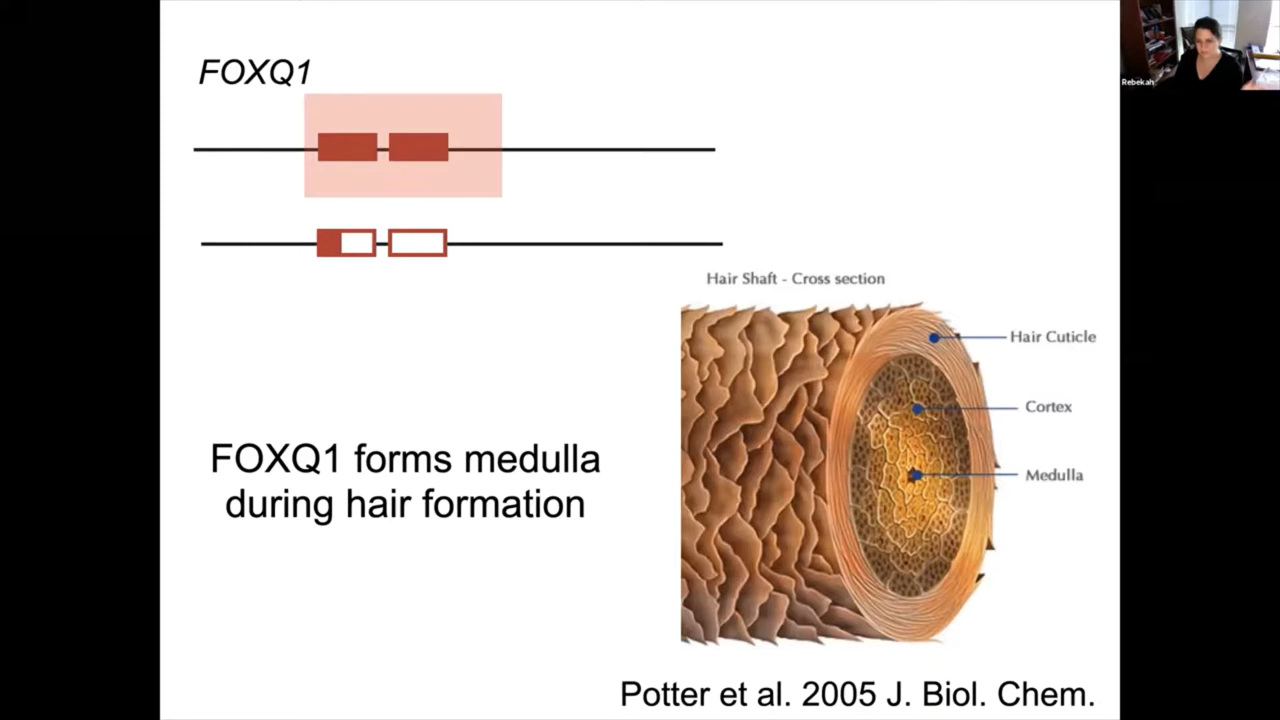 FOXQ1
Rebekah
Hair Shaft - Cross section
Hair Cuticle
Cortex
Medulla
FOXQ1 forms medulla
during hair formation
Potter et al. 2005 J. Biol. Chem.